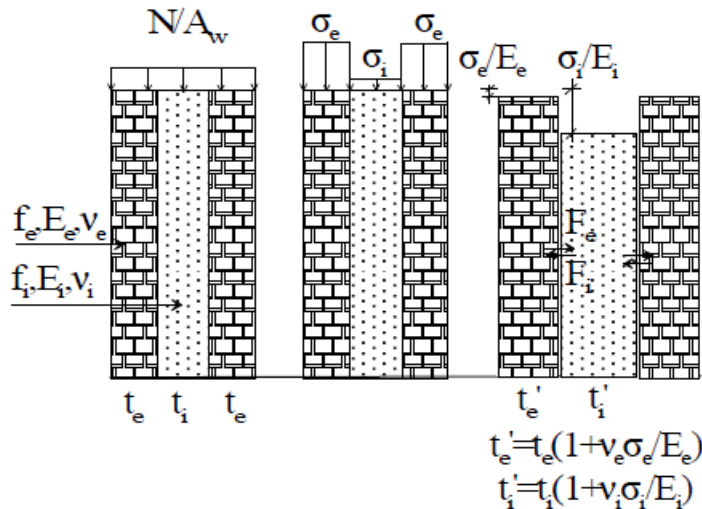 N/A_w
σ_e σ_e
σ_i
σ_e/E_e σ_i/E_i
f_e,E_e,ν_e
f_i,E_i,ν_i
F_e
F_i
t_e t_i t_e
t_e' t_i'
t_e'=t_e(1+ν_eσ_e/E_e)
t_i'=t_i(1+ν_iσ_i/E_i)